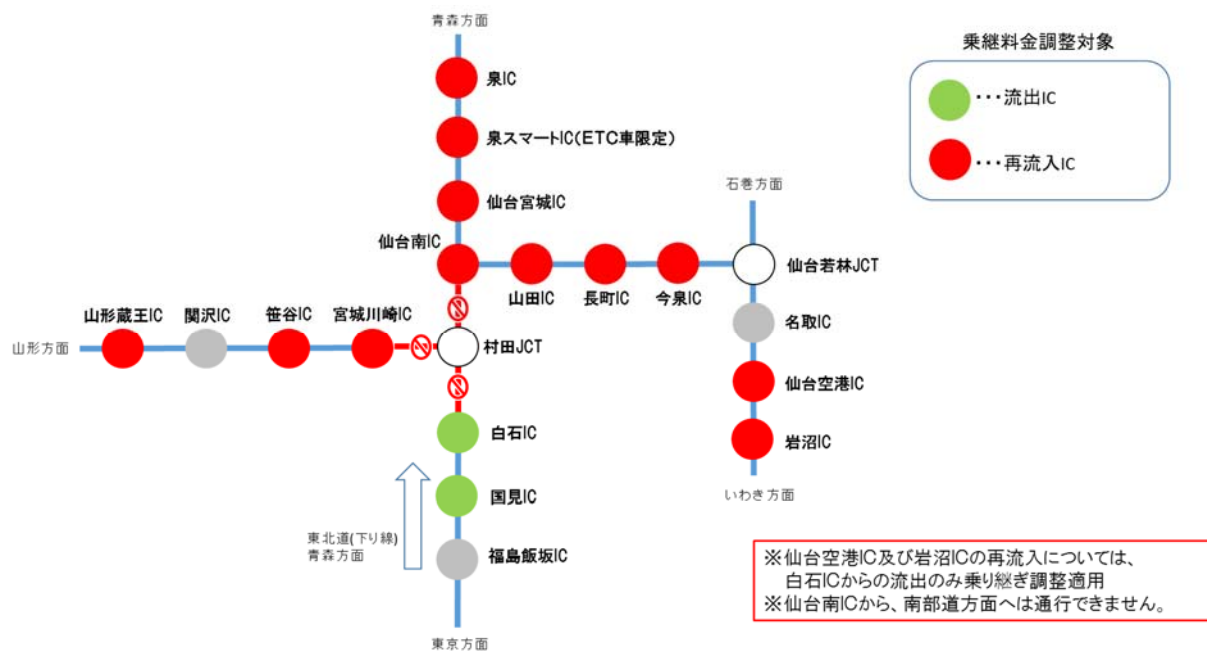 青森方面
乗継料金調整対象
泉IC
・・・流出IC
泉スマートIC(ETC車限定)
・・・再流入IC
石巻方面
仙台宮城IC
仙台南IC
仙台若林JCT
山田IC
長町IC
今泉IC
山形蔵王IC
関沢IC
笹谷IC
宮城川崎IC
名取IC
山形方面
村田JCT
仙台空港IC
白石IC
岩沼IC
国見IC
いわき方面
東北道(下り線)
青森方面
福島飯坂IC
※仙台空港IC及び岩沼ICの再流入については、
白石ICからの流出のみ乗り継ぎ調整適用
※仙台南ICから、南部道方面へは通行できません。
東京方面